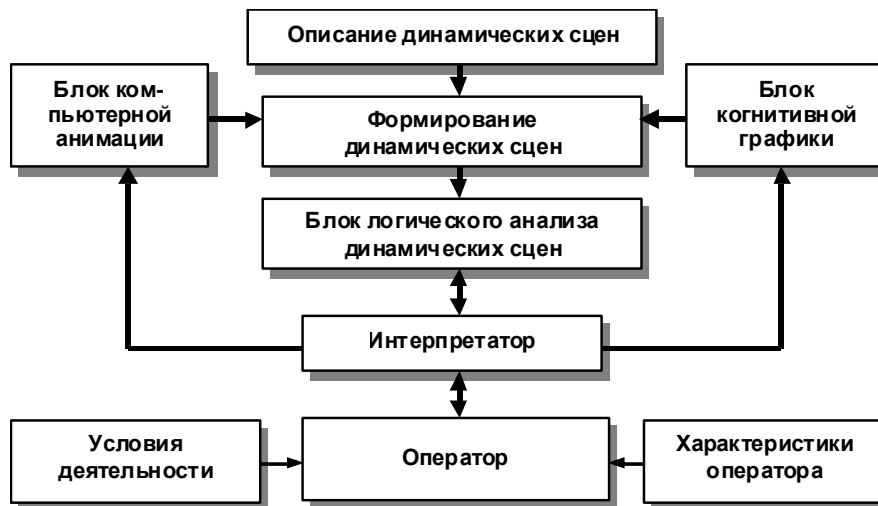 Описание динамических сцен
Блок ком-
пьютерной
анимации
Формирование
динамических сцен
Блок
когнитивной
графики
Блок логического анализа
динамических сцен
Интерпретатор
Условия
деятельности
Оператор
Характеристики
оператора